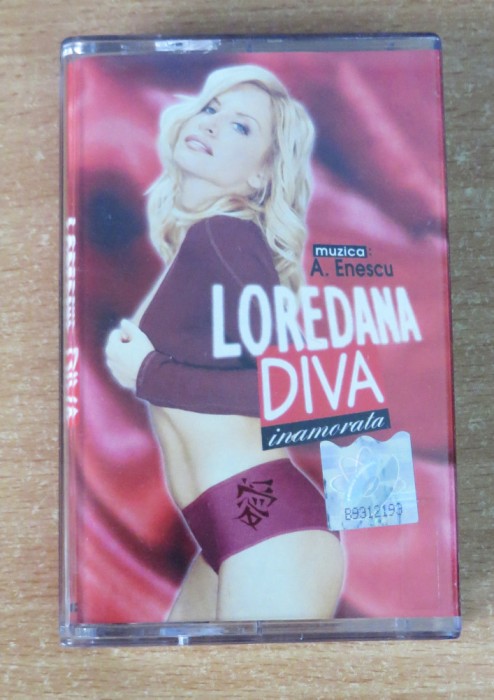 muzica:
A. Enescu
LOREDANA
DIVA
inamorata
89312193